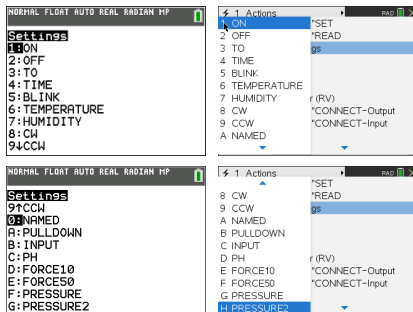 NORMAL FLOAT AUTO REAL RADIAN MP
Settings
1:ON
2:OFF
3:TO
4:TIME
5:BLINK
6:TEMPERATURE
7:HUMIDITY
8:CW
9↓CCW
1 Actions
PAD
1 ON
2 OFF
3 TO
4 TIME
5 BLINK
6 TEMPERATURE
7 HUMIDITY
8 CW
9 CCW
A NAMED
"SET
"READ
gs
r (RV)
"CONNECT-Output
"CONNECT-Input
NORMAL FLOAT AUTO REAL RADIAN MP
Settings
9↑CCW
0:NAMED
A:PULLDOWN
B:INPUT
C:PH
D:FORCE10
E:FORCE50
F:PRESSURE
G:PRESSURE2
1 Actions
PAD
8 CW
9 CCW
A NAMED
B PULLDOWN
C INPUT
D PH
E FORCE10
F FORCE50
G PRESSURE
H PRESSURE2
"SET
"READ
gs
r (RV)
"CONNECT-Output
"CONNECT-Input